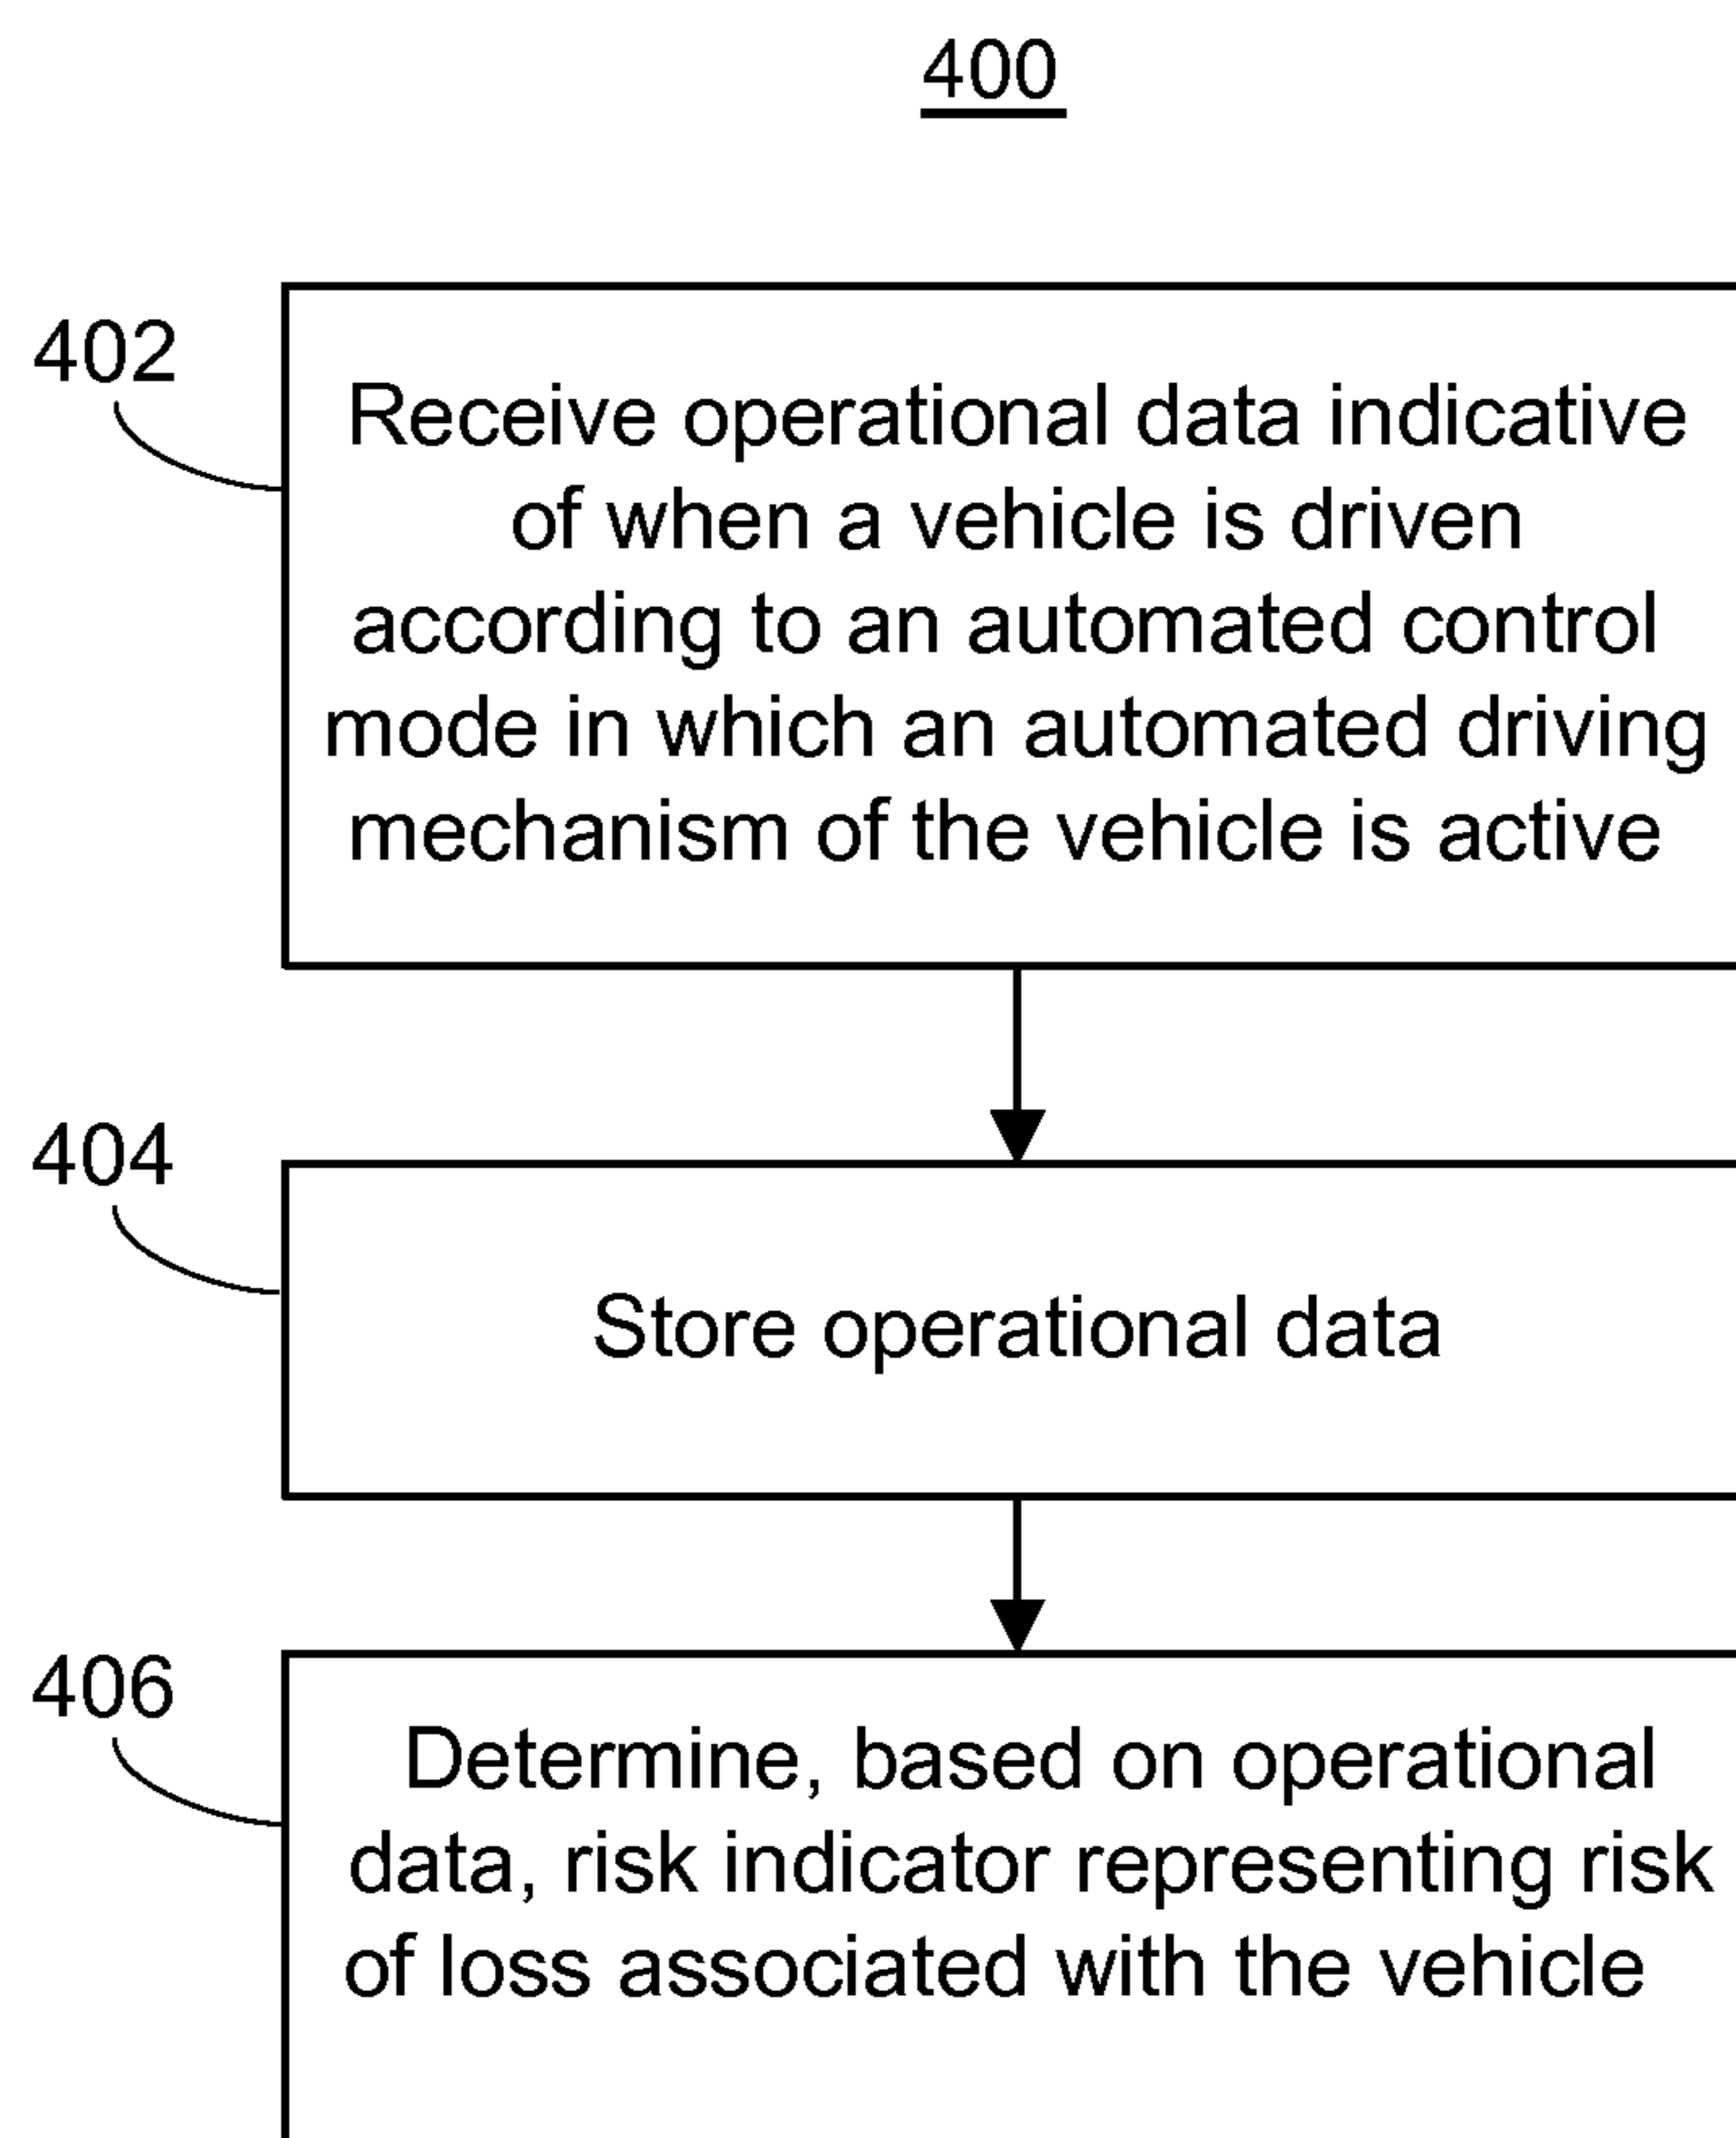 400
402
Receive operational data indicative
of when a vehicle is driven
according to an automated control
mode in which an automated driving
mechanism of the vehicle is active
404
Store operational data
406
Determine, based on operational
data, risk indicator representing risk
of loss associated with the vehicle